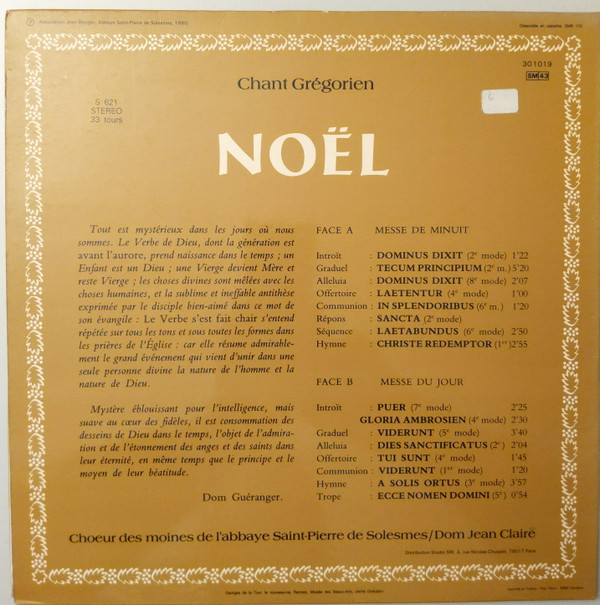 Chant Grégorien
301019
SM43
S 621
STEREO
33 tours
NOËL
Tout est mystérieux dans les jours où nous
sommes. Le Verbe de Dieu, dont la génération est
avant l'aurore, prend naissance dans le temps ; un
Enfant est un Dieu ; une Vierge devient Mère et
reste Vierge ; les choses divines sont mêlées avec les
choses humaines, et la sublime et ineffable antithèse
exprimée par le disciple bien-aimé dans ce mot de
son évangile : Le Verbe s'est fait chair s'entend
répétée sur tous les tons et sous toutes les formes dans
les prières de l'Église : car elle résume admirable-
ment le grand événement qui vient d'unir dans une
seule personne divine la nature de l'homme et la
nature de Dieu.
Mystère éblouissant pour l'intelligence, mais
suave au cœur des fidèles, il est consommation des
desseins de Dieu dans le temps, l'objet de l'admira-
tion et de l'étonnement des anges et des saints dans
leur éternité, en même temps que le principe et le
moyen de leur béatitude.
Dom Guéranger.
FACE A MESSE DE MINUIT
Introït : DOMINUS DIXIT (2e mode) 1'22
Graduel : TECUM PRINCIPIUM (2e m.) 5'20
Alleluia : DOMINUS DIXIT (8e mode) 2'07
Offertoire : LAETENTUR (4e mode) 1'00
Communion : IN SPLENDORIBUS (6e m.) 1'20
Répons : SANCTA (2e mode)
Séquence : LAETABUNDUS (6e mode) 2'50
Hymne : CHRISTE REDEMPTOR (1er) 2'55
FACE B MESSE DU JOUR
Introït : PUER (7e mode) 2'25
GLORIA AMBROSIEN (4e mode) 2'30
Graduel : VIDERUNT (5e mode) 3'40
Alleluia : DIES SANCTIFICATUS (2e) 2'04
Offertoire : TUI SUNT (4e mode) 1'45
Communion : VIDERUNT (1er mode) 1'20
Hymne : A SOLIS ORTUS (3e mode) 3'57
Trope : ECCE NOMEN DOMINI (5e) 0'54
Choeur des moines de l'abbaye Saint-Pierre de Solesmes/Dom Jean Claire